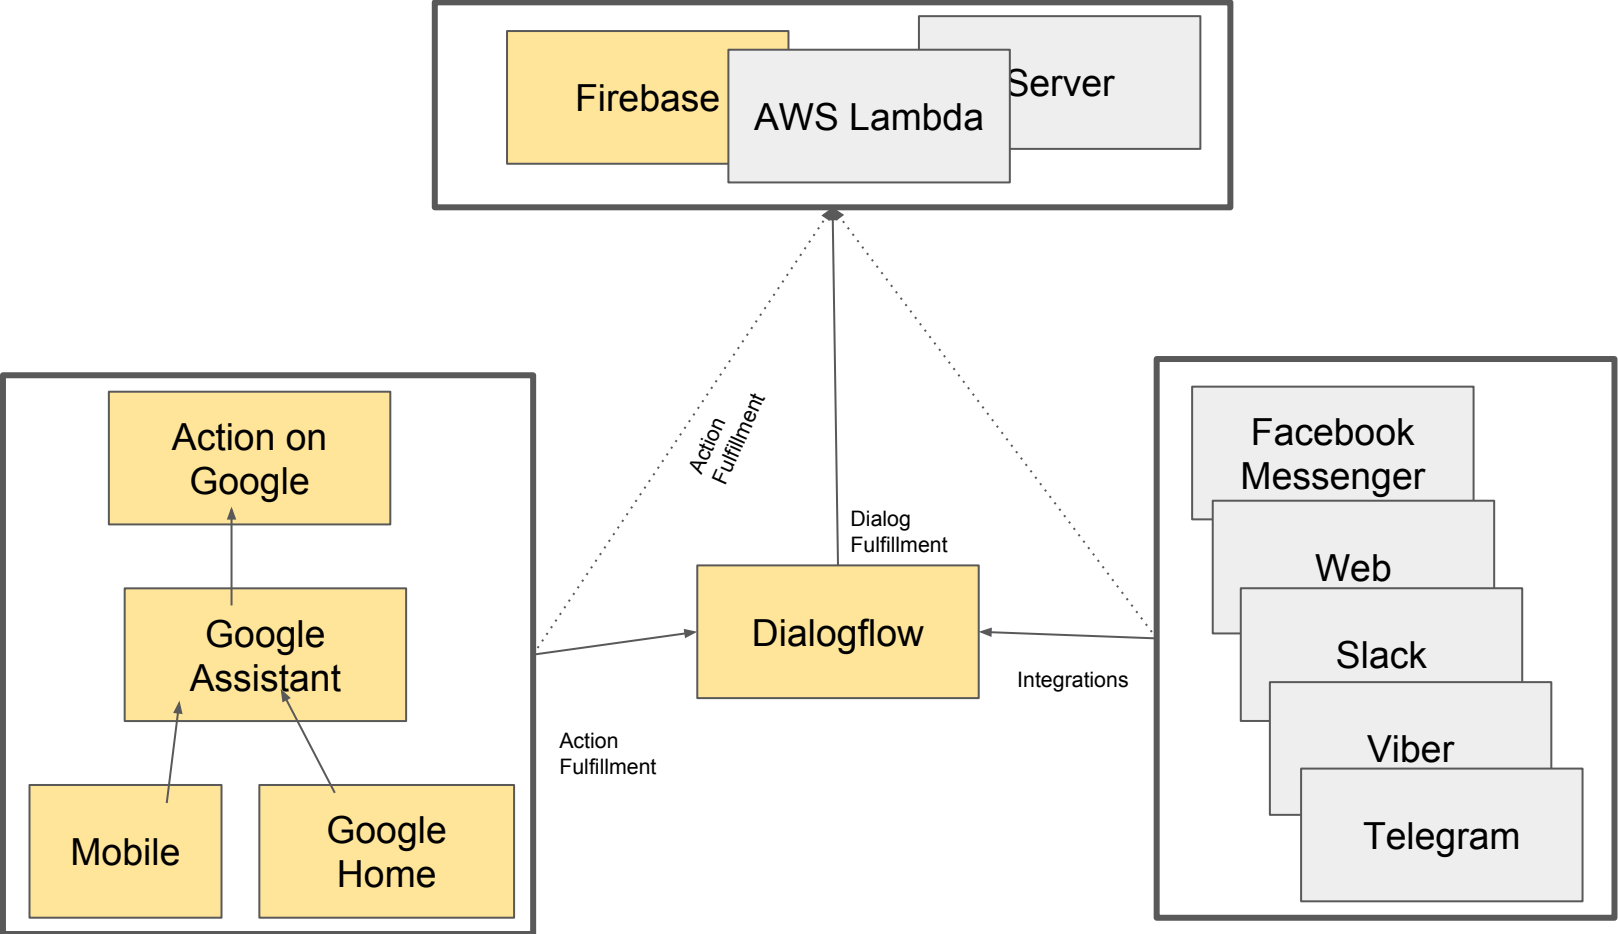 Firebase
AWS Lambda
Server
Action
Fulfillment
Action on
Google
Google
Assistant
Mobile
Google
Home
Dialog
Fulfillment
Dialogflow
Action
Fulfillment
Integrations
Facebook
Messenger
Web
Slack
Viber
Telegram